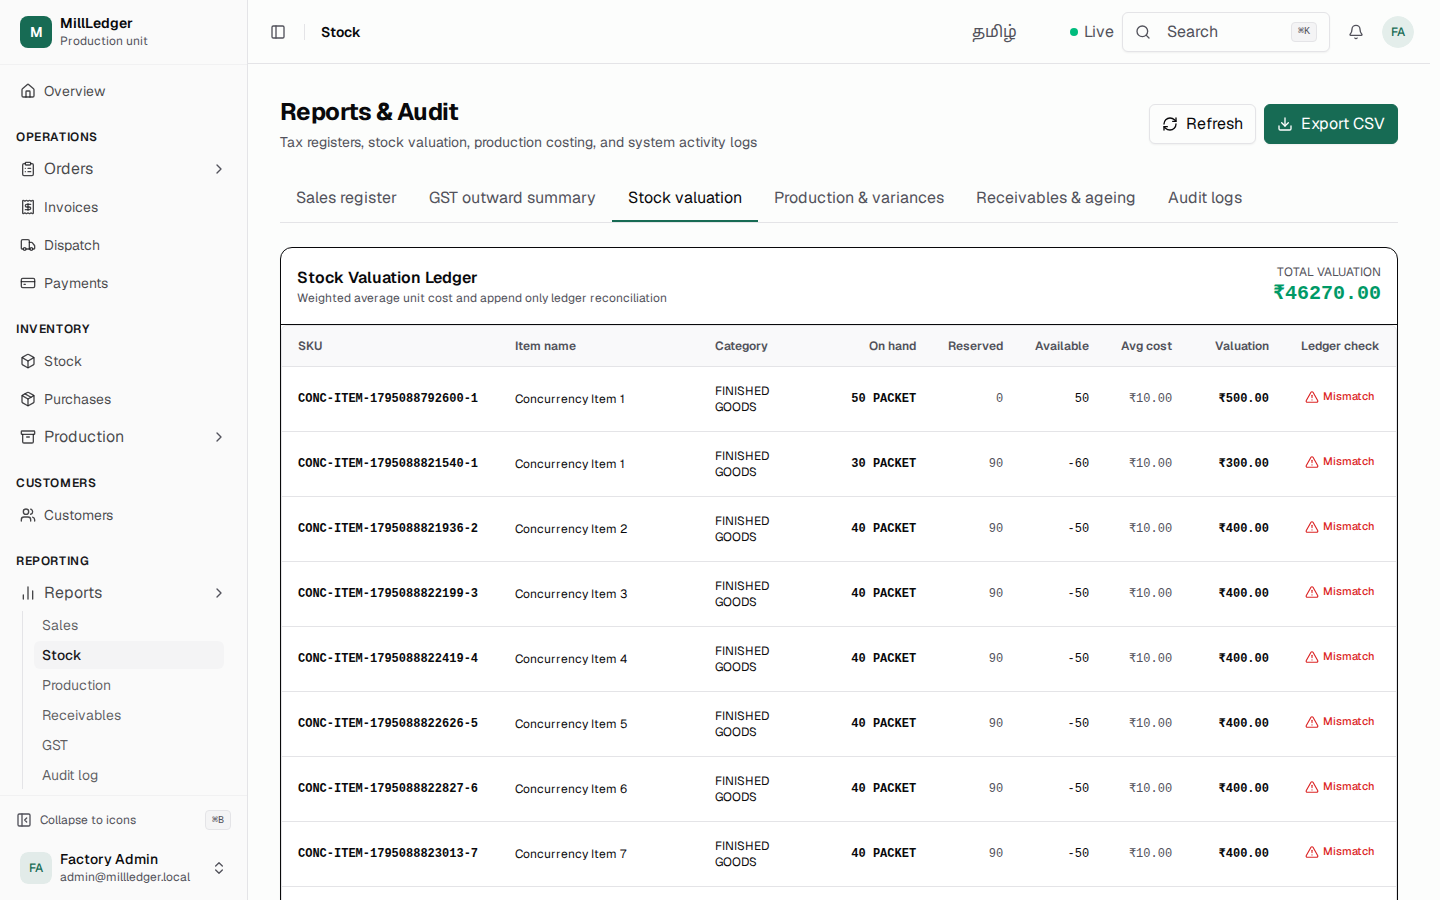 M
MillLedger
Production unit
Overview
OPERATIONS
Orders
Invoices
Dispatch
Payments
INVENTORY
Stock
Purchases
Production
CUSTOMERS
Customers
REPORTING
Reports
Sales
Stock
Production
Receivables
GST
Audit log
Collapse to icons ⌘B
FA
Factory Admin
admin@millledger.local
Stock
தமிழ்
Live
Search ⌘K
FA
Reports & Audit
Tax registers, stock valuation, production costing, and system activity logs
Refresh
Export CSV
Sales register GST outward summary Stock valuation Production & variances Receivables & ageing Audit logs
Stock Valuation Ledger
Weighted average unit cost and append only ledger reconciliation
TOTAL VALUATION
₹46270.00
SKU Item name Category On hand Reserved Available Avg cost Valuation Ledger check
CONC-ITEM-1795088792600-1 Concurrency Item 1 FINISHED GOODS 50 PACKET 0 50 ₹10.00 ₹500.00 Mismatch
CONC-ITEM-1795088821540-1 Concurrency Item 1 FINISHED GOODS 30 PACKET 90 -60 ₹10.00 ₹300.00 Mismatch
CONC-ITEM-1795088821936-2 Concurrency Item 2 FINISHED GOODS 40 PACKET 90 -50 ₹10.00 ₹400.00 Mismatch
CONC-ITEM-1795088822199-3 Concurrency Item 3 FINISHED GOODS 40 PACKET 90 -50 ₹10.00 ₹400.00 Mismatch
CONC-ITEM-1795088822419-4 Concurrency Item 4 FINISHED GOODS 40 PACKET 90 -50 ₹10.00 ₹400.00 Mismatch
CONC-ITEM-1795088822626-5 Concurrency Item 5 FINISHED GOODS 40 PACKET 90 -50 ₹10.00 ₹400.00 Mismatch
CONC-ITEM-1795088822827-6 Concurrency Item 6 FINISHED GOODS 40 PACKET 90 -50 ₹10.00 ₹400.00 Mismatch
CONC-ITEM-1795088823013-7 Concurrency Item 7 FINISHED GOODS 40 PACKET 90 -50 ₹10.00 ₹400.00 Mismatch